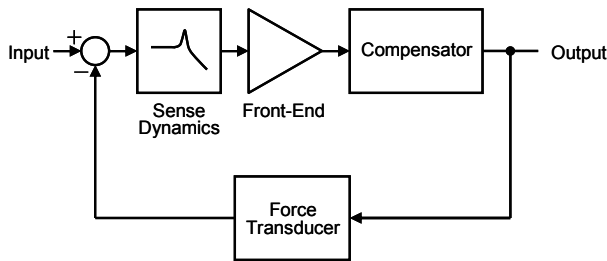 Input
+
−
Sense
Dynamics
Front-End
Compensator
Output
Force
Transducer